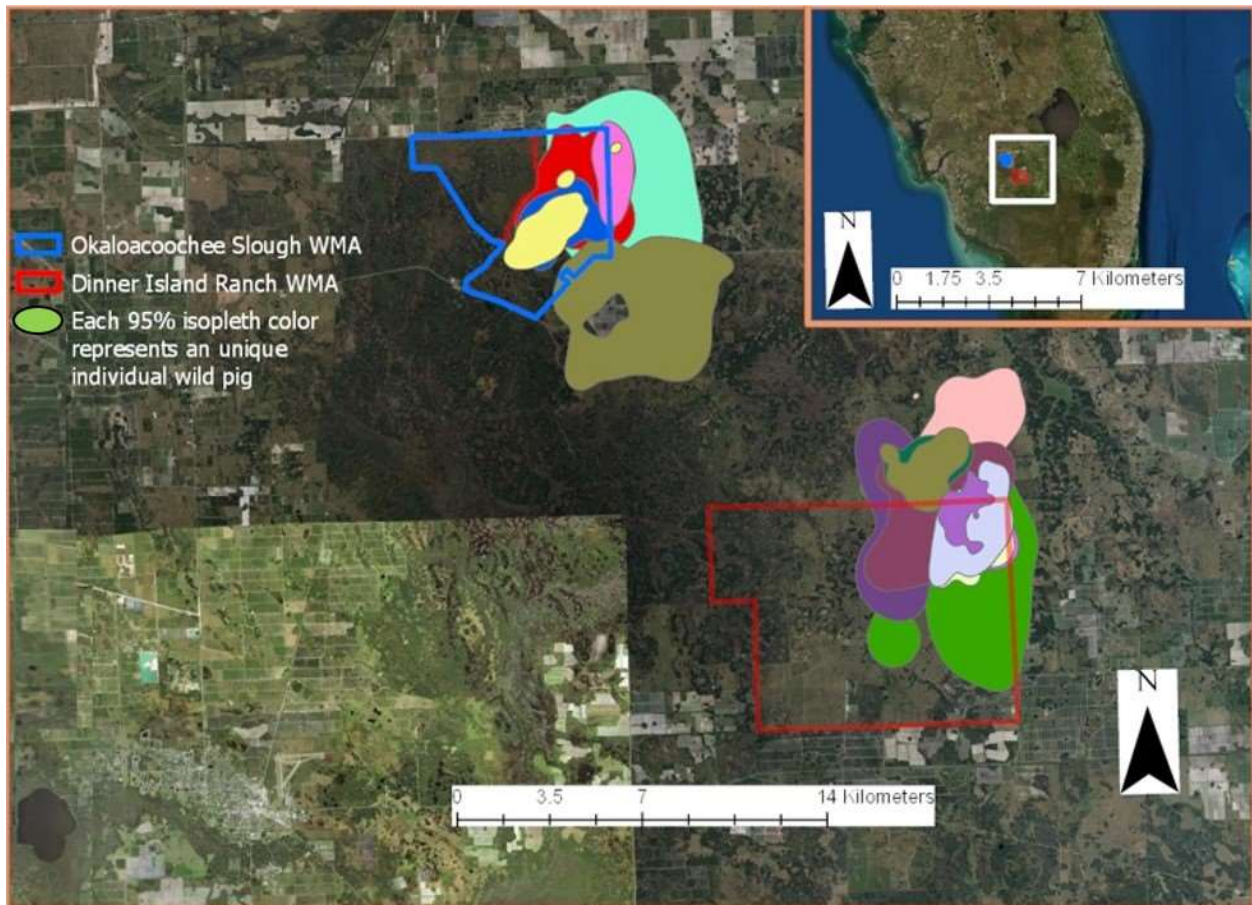 Okaloacoochee Slough WMA
Dinner Island Ranch WMA
Each 95% isopleth color
represents an unique
individual wild pig
N
0 1.75 3.5 7 Kilometers
N
0 3.5 7 14 Kilometers